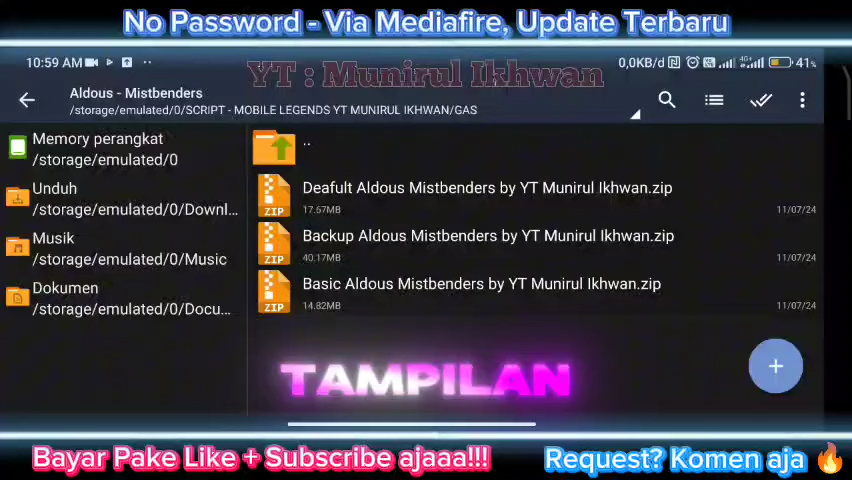 No Password - Via Mediafire, Update Terbaru
10:59 AM
YT : Munirul Ikhwan
0,0KB/d
4G+
41%
Aldous - Mistbenders
/storage/emulated/0/SCRIPT - MOBILE LEGENDS YT MUNIRUL IKHWAN/GAS
Memory perangkat
/storage/emulated/0
Unduh
/storage/emulated/0/Downl...
Musik
/storage/emulated/0/Music
Dokumen
/storage/emulated/0/Docu...
..
Deafult Aldous Mistbenders by YT Munirul Ikhwan.zip
ZIP
17.67MB
11/07/24
Backup Aldous Mistbenders by YT Munirul Ikhwan.zip
ZIP
40.17MB
11/07/24
Basic Aldous Mistbenders by YT Munirul Ikhwan.zip
ZIP
14.82MB
11/07/24
TAMPILAN
Bayar Pake Like + Subscribe ajaaa!!!
Request? Komen aja 🔥